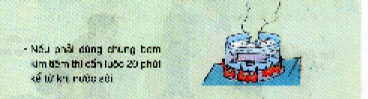 - Nếu phải dùng chung bơm
kim tiêm thì cần luộc 20 phút
kể từ khi nước sôi